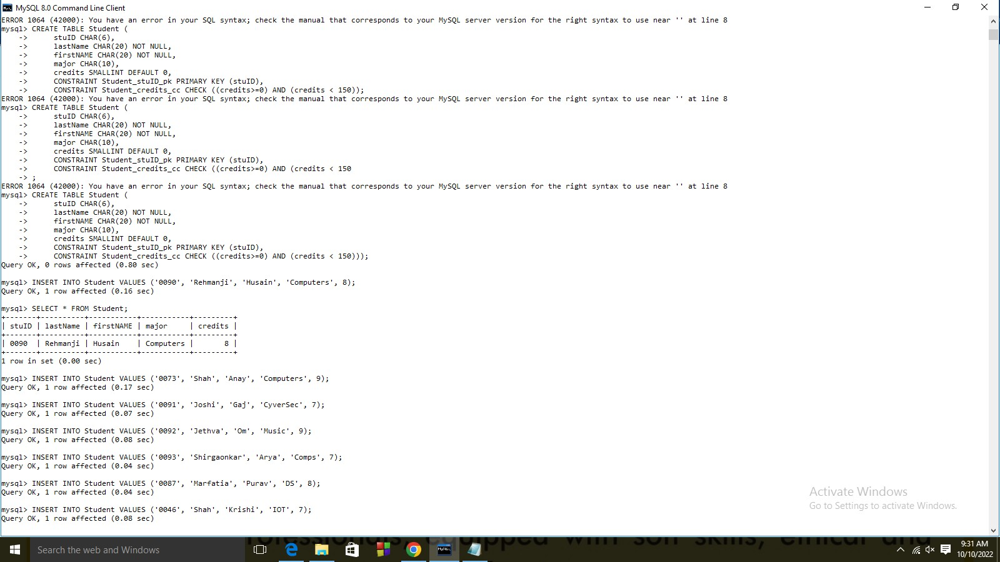 MySQL 8.0 Command Line Client
ERROR 1064 (42000): You have an error in your SQL syntax; check the manual that corresponds to your MySQL server version for the right syntax to use near '' at line 8
mysql> CREATE TABLE Student (
    ->      stuID CHAR(6),
    ->      lastName CHAR(20) NOT NULL,
    ->      firstNAME CHAR(20) NOT NULL,
    ->      major CHAR(10),
    ->      credits SMALLINT DEFAULT 0,
    ->      CONSTRAINT Student_stuID_pk PRIMARY KEY (stuID),
    ->      CONSTRAINT Student_credits_cc CHECK ((credits>=0) AND (credits < 150));
ERROR 1064 (42000): You have an error in your SQL syntax; check the manual that corresponds to your MySQL server version for the right syntax to use near '' at line 8
mysql> CREATE TABLE Student (
    ->      stuID CHAR(6),
    ->      lastName CHAR(20) NOT NULL,
    ->      firstNAME CHAR(20) NOT NULL,
    ->      major CHAR(10),
    ->      credits SMALLINT DEFAULT 0,
    ->      CONSTRAINT Student_stuID_pk PRIMARY KEY (stuID),
    ->      CONSTRAINT Student_credits_cc CHECK ((credits>=0) AND (credits < 150
    -> ;
ERROR 1064 (42000): You have an error in your SQL syntax; check the manual that corresponds to your MySQL server version for the right syntax to use near '' at line 8
mysql> CREATE TABLE Student (
    ->      stuID CHAR(6),
    ->      lastName CHAR(20) NOT NULL,
    ->      firstNAME CHAR(20) NOT NULL,
    ->      major CHAR(10),
    ->      credits SMALLINT DEFAULT 0,
    ->      CONSTRAINT Student_stuID_pk PRIMARY KEY (stuID),
    ->      CONSTRAINT Student_credits_cc CHECK ((credits>=0) AND (credits < 150)));
Query OK, 0 rows affected (0.80 sec)
mysql> INSERT INTO Student VALUES ('0090', 'Rehmanji', 'Husain', 'Computers', 8);
Query OK, 1 row affected (0.16 sec)
mysql> SELECT * FROM Student;
+-------+----------+-----------+-----------+---------+
| stuID | lastName | firstNAME | major     | credits |
+-------+----------+-----------+-----------+---------+
| 0090  | Rehmanji | Husain    | Computers |       8 |
+-------+----------+-----------+-----------+---------+
1 row in set (0.00 sec)
mysql> INSERT INTO Student VALUES ('0073', 'Shah', 'Anay', 'Computers', 9);
Query OK, 1 row affected (0.17 sec)
mysql> INSERT INTO Student VALUES ('0091', 'Joshi', 'Gaj', 'CyverSec', 7);
Query OK, 1 row affected (0.07 sec)
mysql> INSERT INTO Student VALUES ('0092', 'Jethva', 'Om', 'Music', 9);
Query OK, 1 row affected (0.08 sec)
mysql> INSERT INTO Student VALUES ('0093', 'Shirgaonkar', 'Arya', 'Comps', 7);
Query OK, 1 row affected (0.04 sec)
mysql> INSERT INTO Student VALUES ('0087', 'Marfatia', 'Purav', 'DS', 8);
Query OK, 1 row affected (0.04 sec)
mysql> INSERT INTO Student VALUES ('0046', 'Shah', 'Krishi', 'IOT', 7);
Query OK, 1 row affected (0.08 sec)
Activate Windows
Go to Settings to activate Windows.
equipped with soft skills, ethical and
Search the web and Windows
9:31 AM
10/10/2022